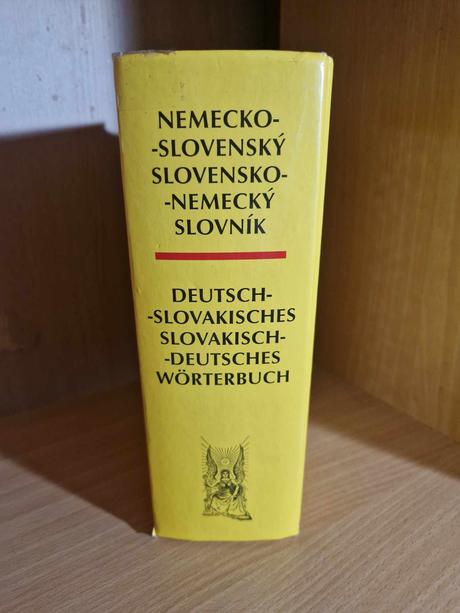 NEMECKO-
-SLOVENSKÝ
SLOVENSKO-
-NEMECKÝ
SLOVNÍK
DEUTSCH-
-SLOVAKISCHES
SLOVAKISCH-
-DEUTSCHES
WÖRTERBUCH